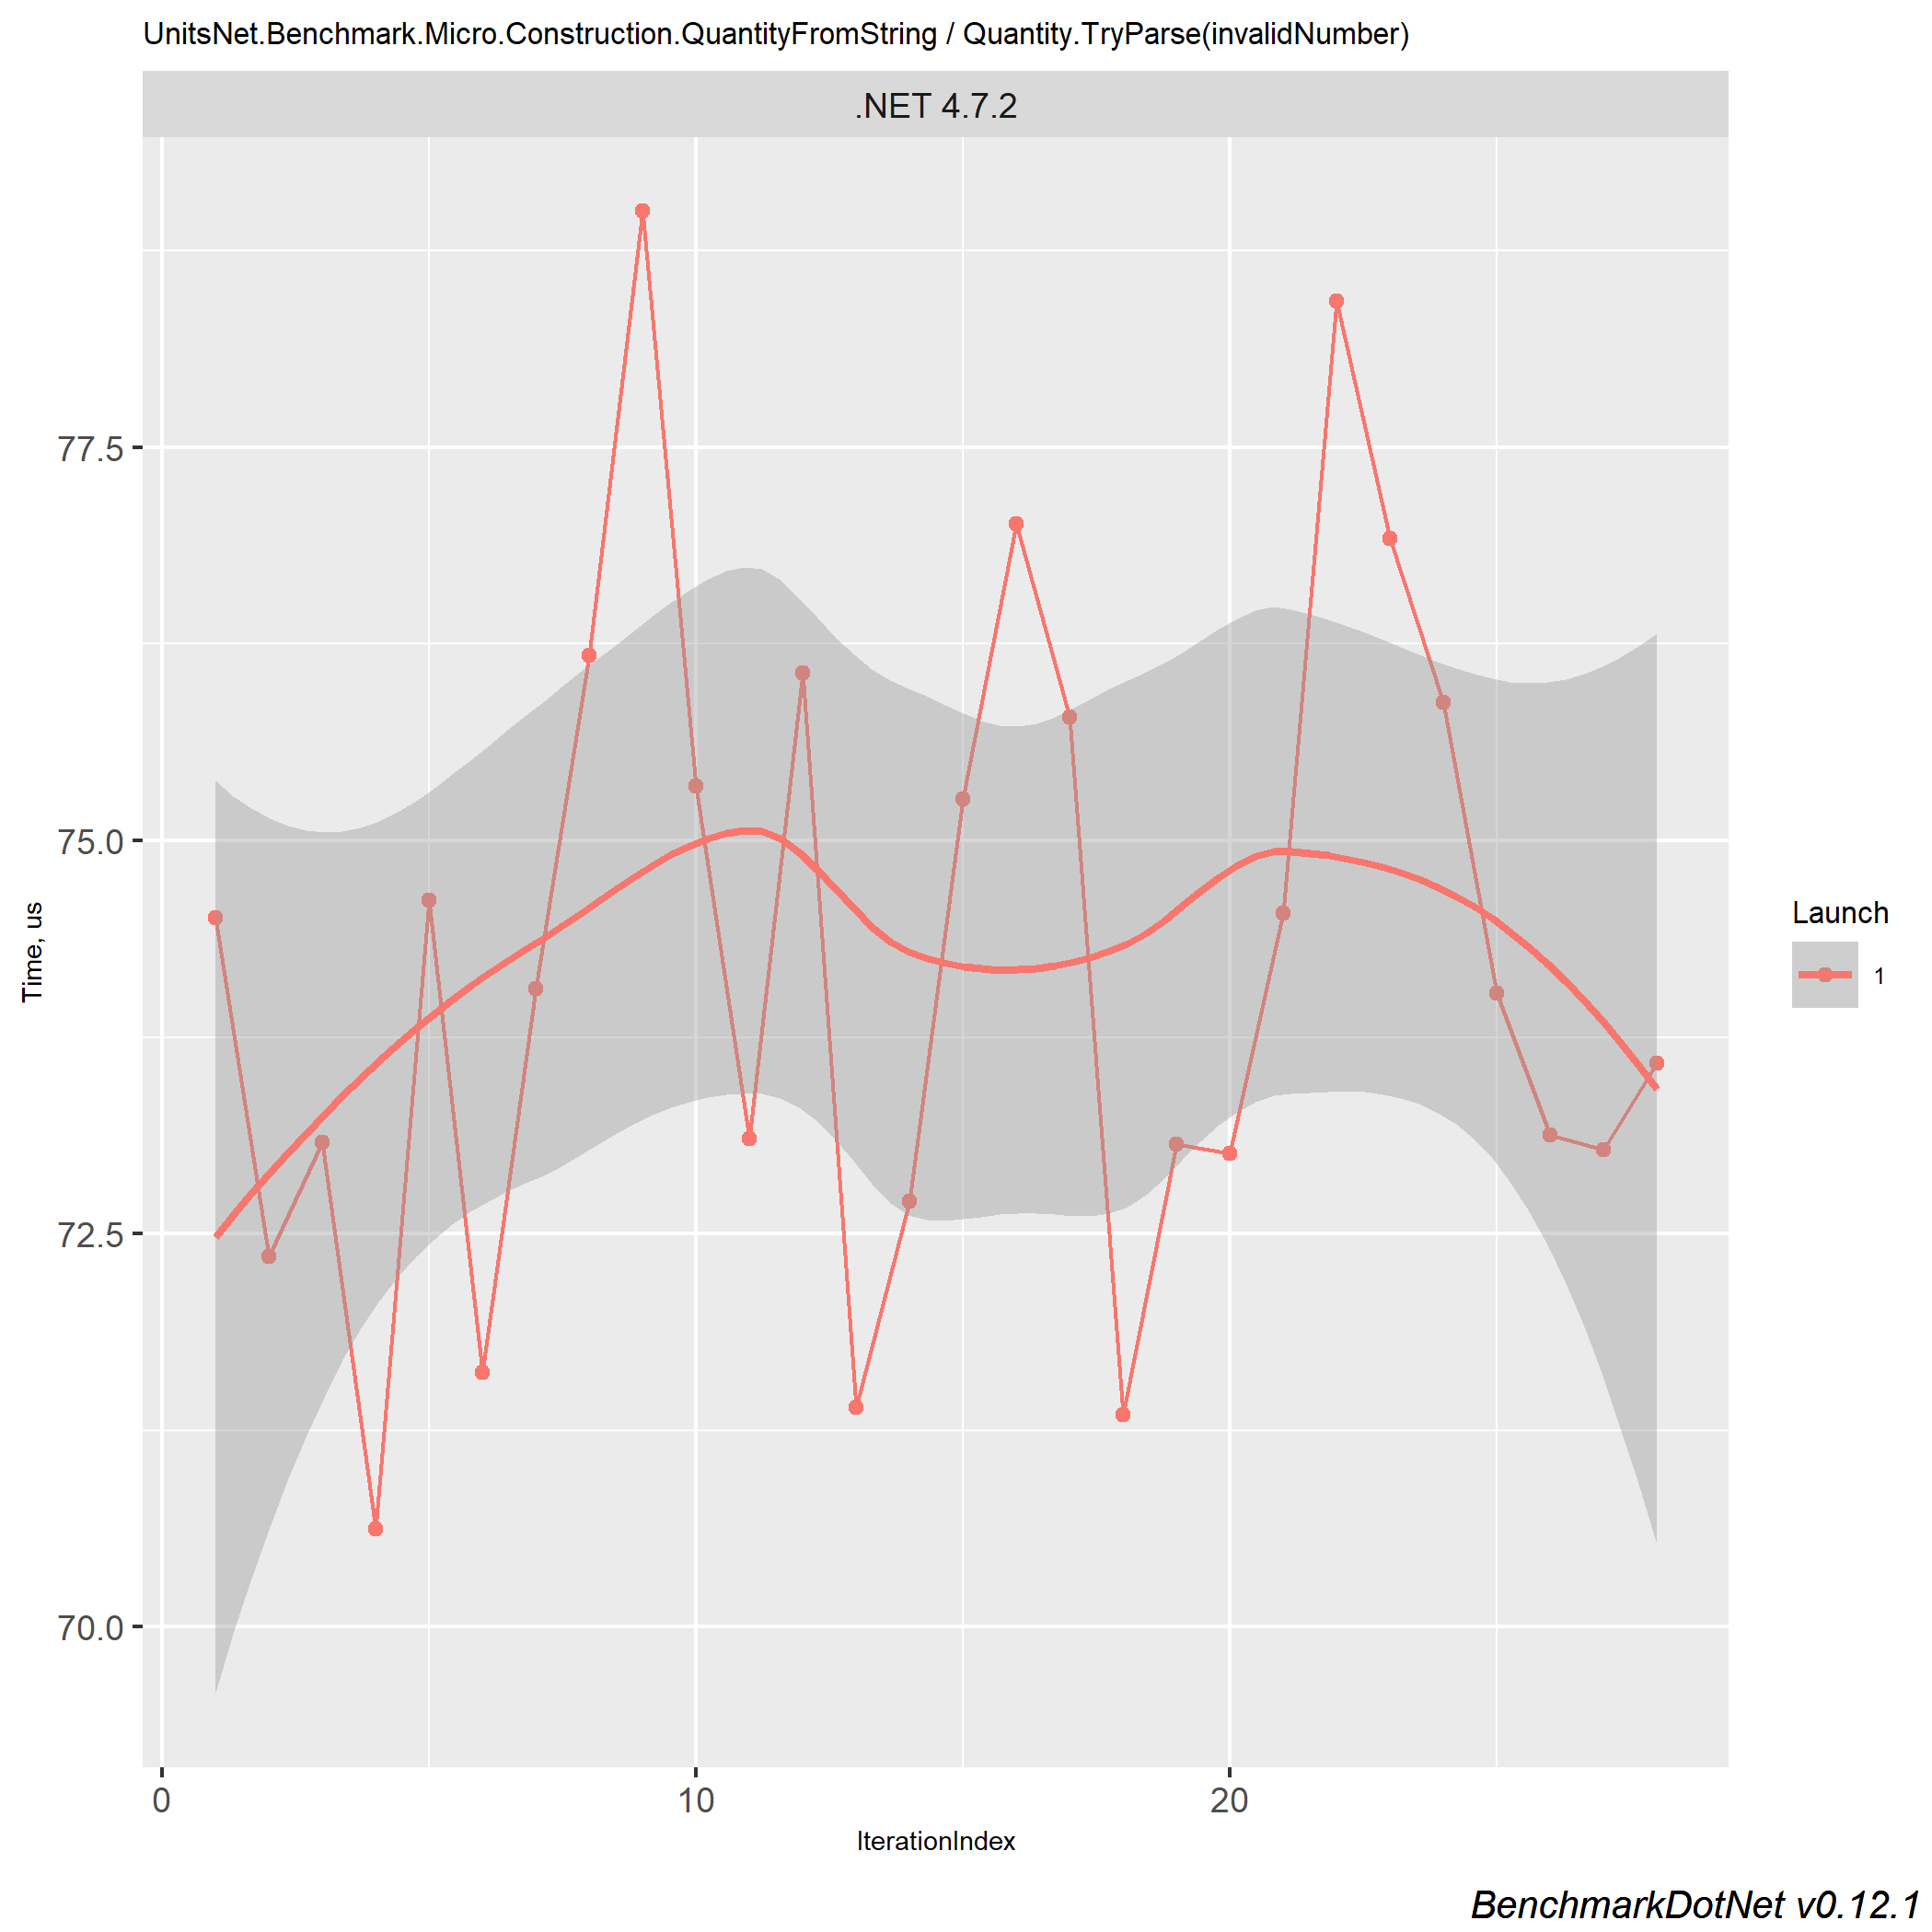 UnitsNet.Benchmark.Micro.Construction.QuantityFromString / Quantity.TryParse(invalidNumber)
.NET 4.7.2
77.5
75.0
72.5
70.0
Time, us
0 10 20
IterationIndex
Launch
1
BenchmarkDotNet v0.12.1